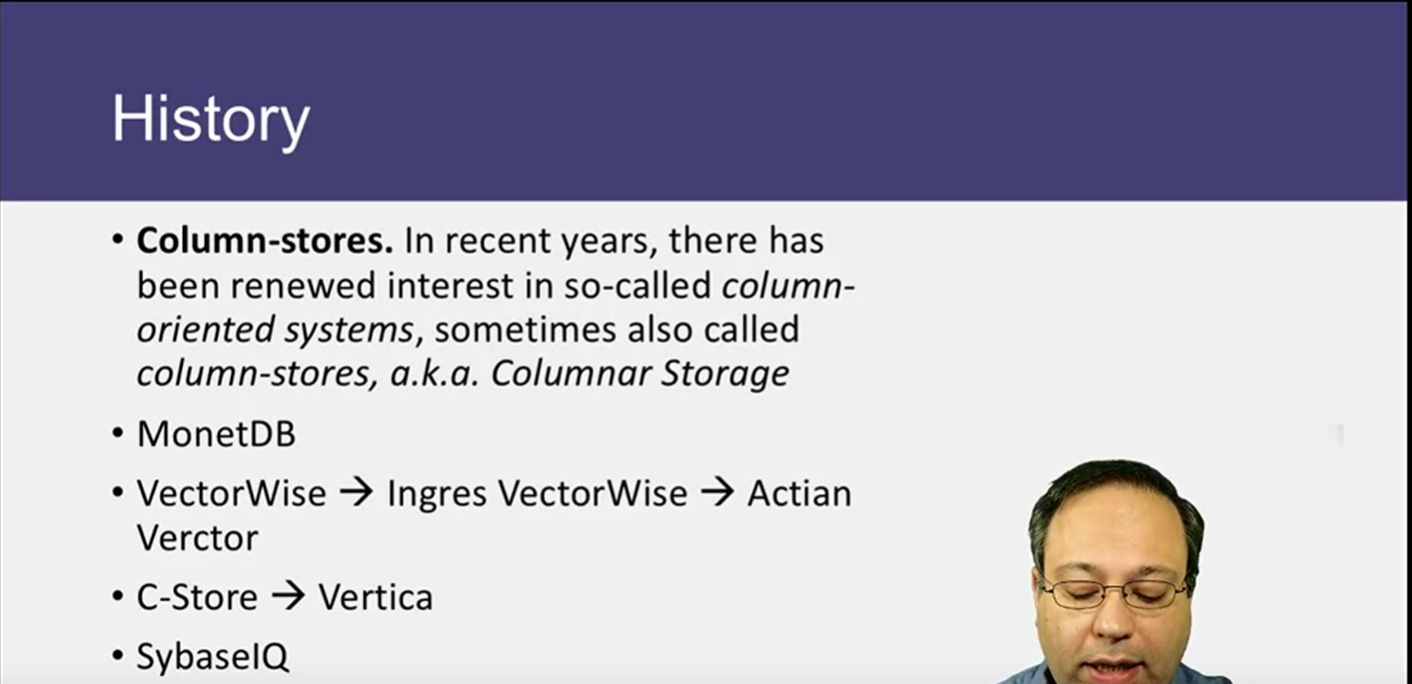 History
• Column-stores. In recent years, there has
been renewed interest in so-called column-
oriented systems, sometimes also called
column-stores, a.k.a. Columnar Storage
• MonetDB
• VectorWise → Ingres VectorWise → Actian
Verctor
• C-Store → Vertica
• SybaseIQ